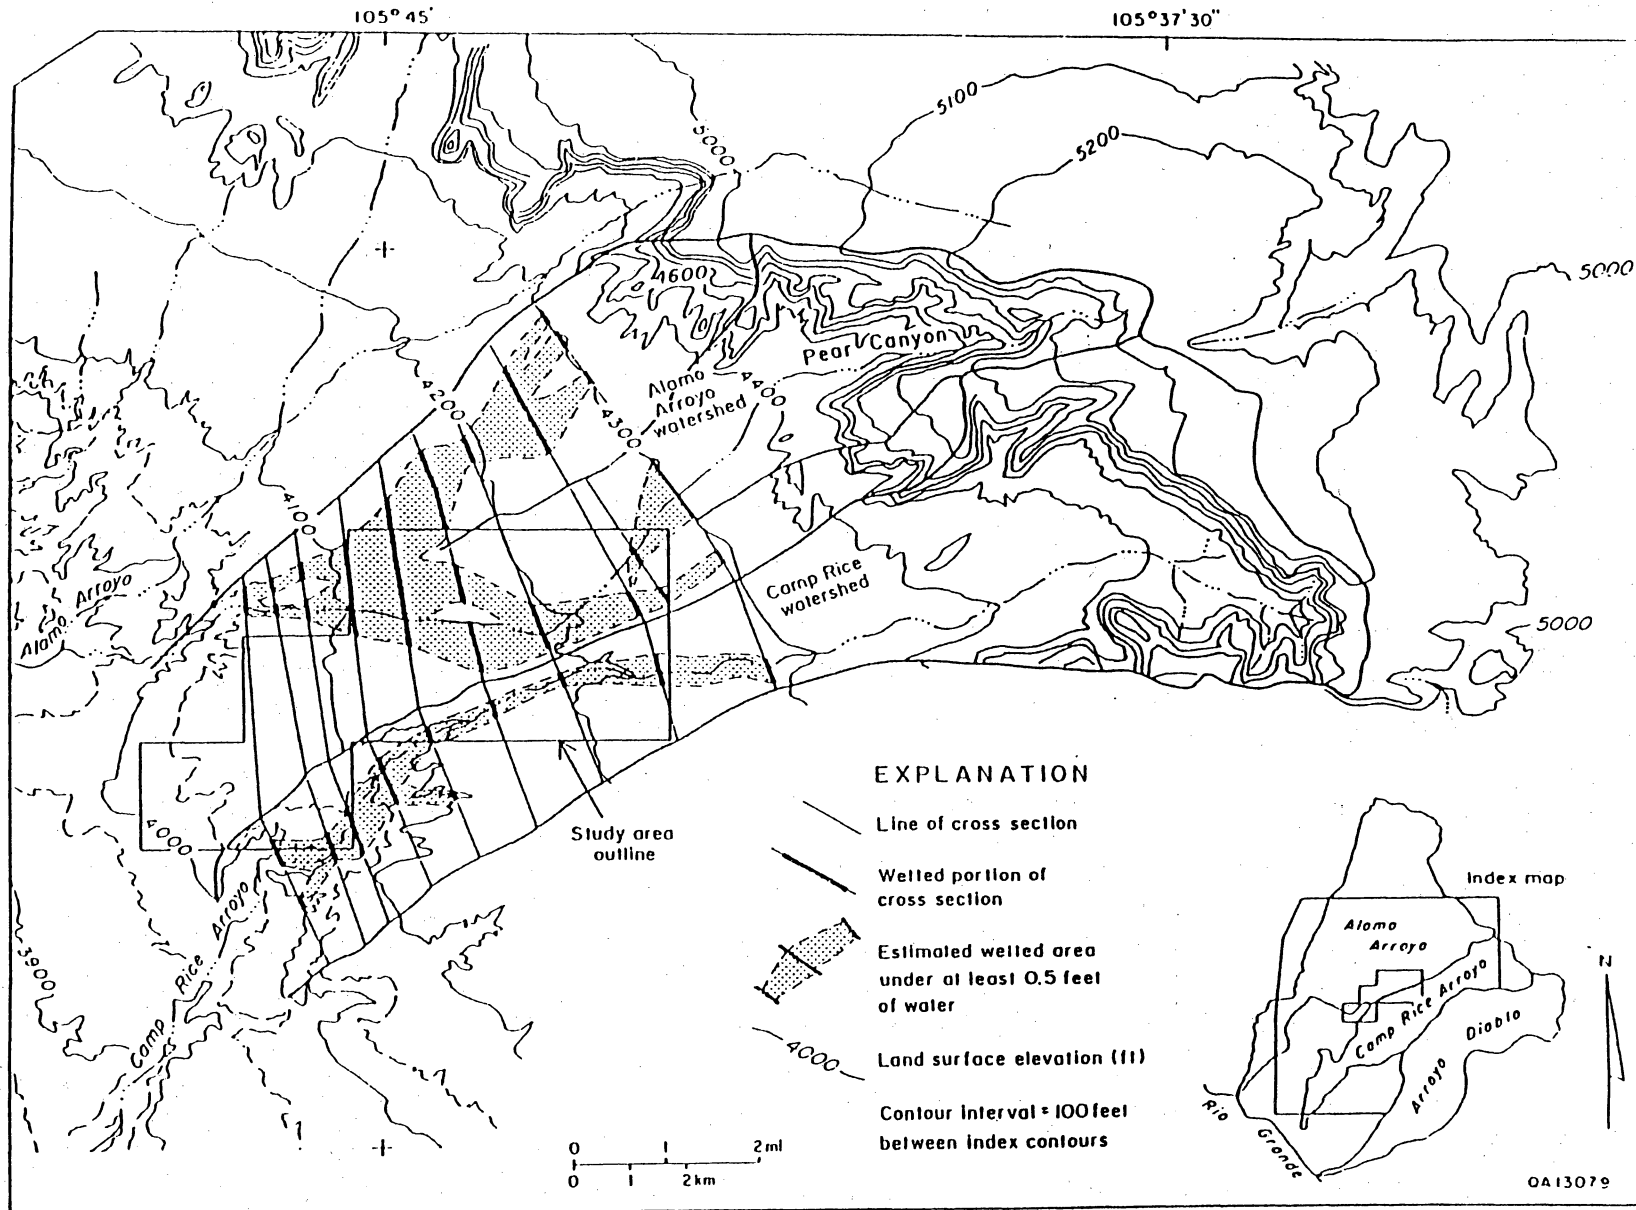 105° 45'
105° 37' 30"
5100
5200
5000
5000
4600
Pearl Canyon
4200
4300
Alamo
Arroyo
watershed
4400
4100
Alamo Arroyo
Camp Rice
watershed
5000
EXPLANATION
Line of cross section
Study area
outline
4000
Wetted portion of
cross section
Index map
Alamo
Arroyo
Estimated wetted area
under at least 0.5 feet
of water
N
3900
Camp Rice Arroyo
Camp Rice Arroyo
Arroyo Diablo
4000
Land surface elevation (ft)
Contour interval = 100 feet
between index contours
Rio Grande
0 1 2 mi
0 1 2 km
QA13079